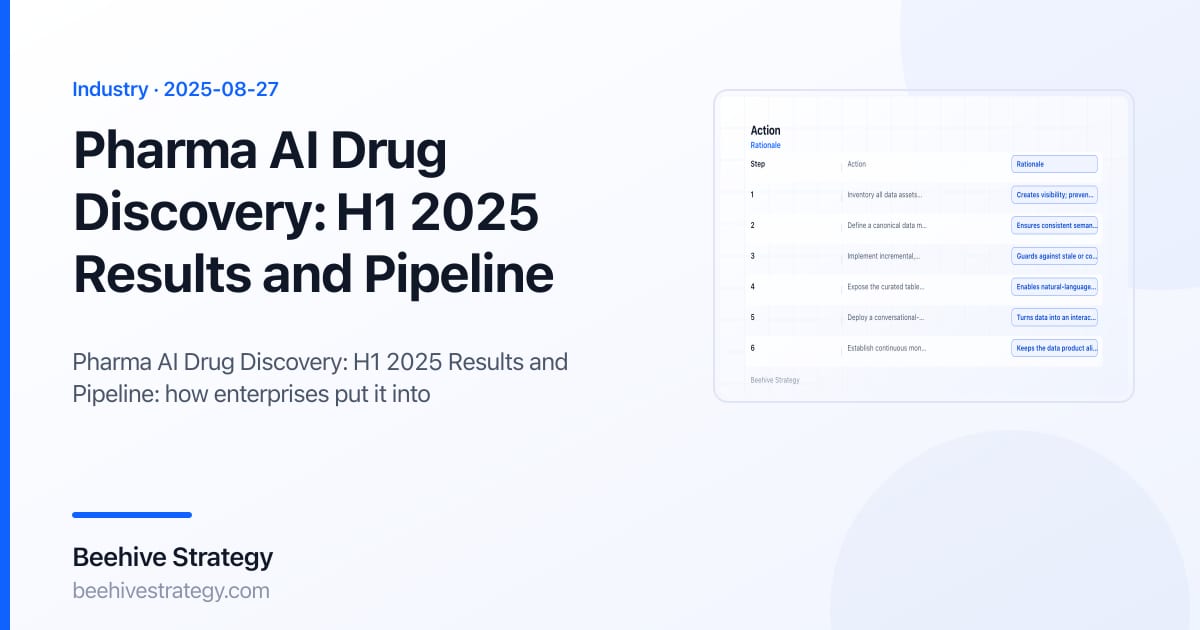 Industry · 2025-08-27
Pharma AI Drug
Discovery: H1 2025
Results and Pipeline
Pharma AI Drug Discovery: H1 2025 Results and
Pipeline: how enterprises put it into
Beehive Strategy
beehivestrategy.com
Action
Rationale
Step Action Rationale
1 Inventory all data assets... Creates visibility; preven...
2 Define a canonical data m... Ensures consistent seman...
3 Implement incremental,... Guards against stale or co...
4 Expose the curated table... Enables natural-language...
5 Deploy a conversational-... Turns data into an interac...
6 Establish continuous mon... Keeps the data product ali...
Beehive Strategy